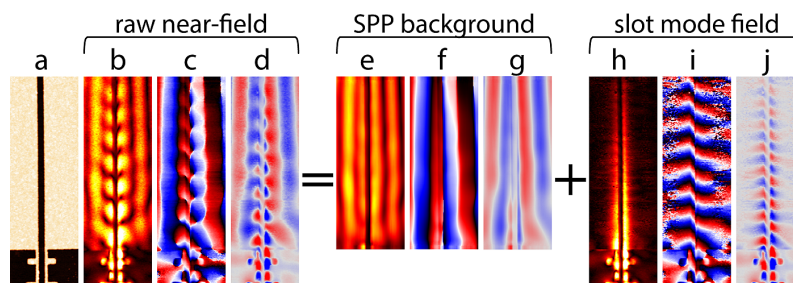 raw near-field SPP background slot mode field
a b c d e f g h i j
= +